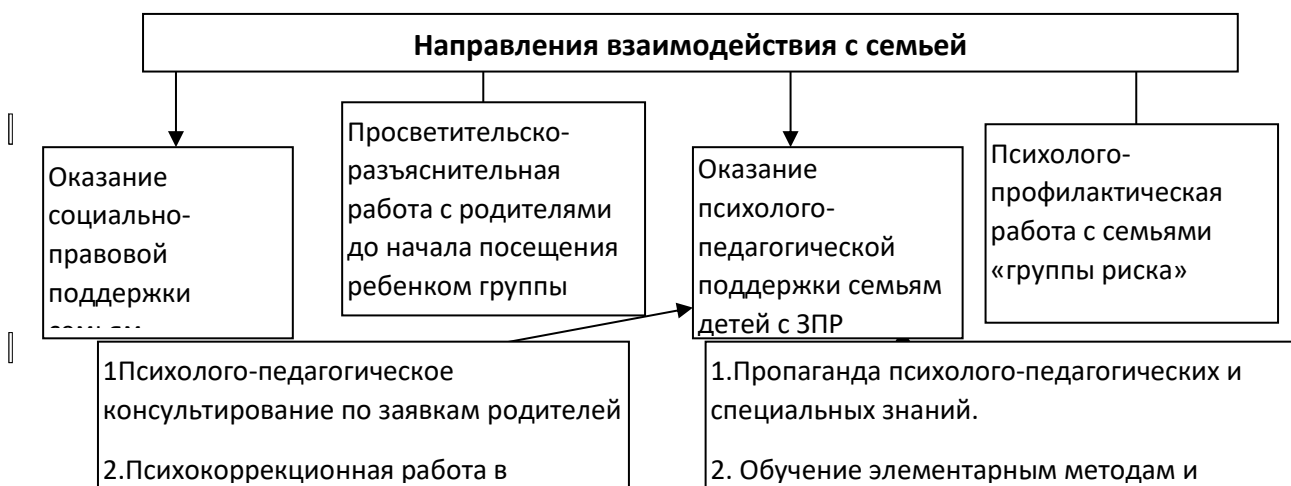 Направления взаимодействия с семьей
Оказание
социально-
правовой
поддержки
Просветительско-
разъяснительная
работа с родителями
до начала посещения
ребенком группы
Оказание
психолого-
педагогической
поддержки семьям
детей с ЗПР
Психолого-
профилактическая
работа с семьями
«группы риска»
1Психолого-педагогическое
консультирование по заявкам родителей
2.Психокоррекционная работа в
1.Пропаганда психолого-педагогических и
специальных знаний.
2. Обучение элементарным методам и